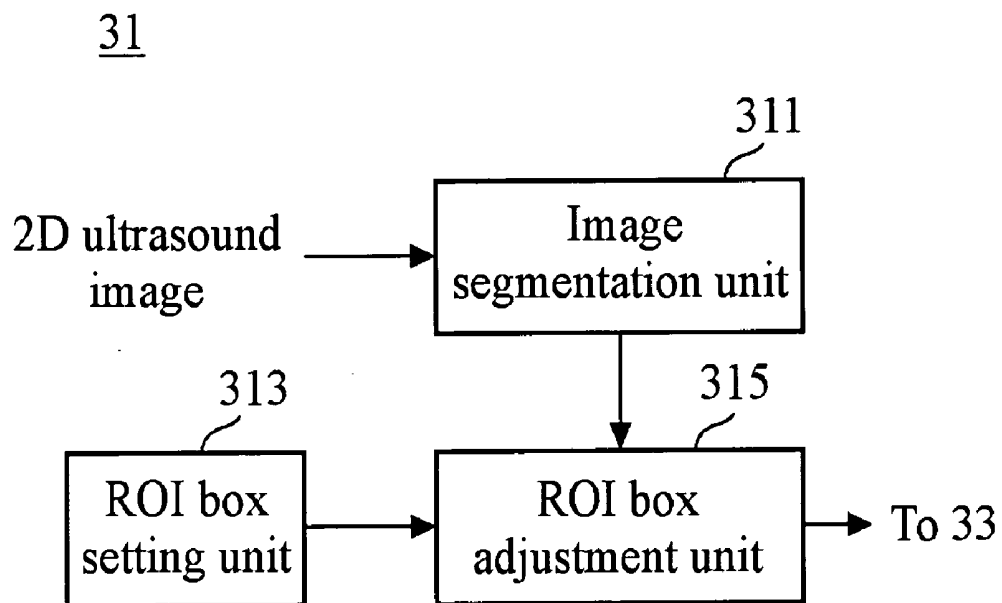 31
311
2D ultrasound
image
Image
segmentation unit
313
315
ROI box
setting unit
ROI box
adjustment unit
To 33